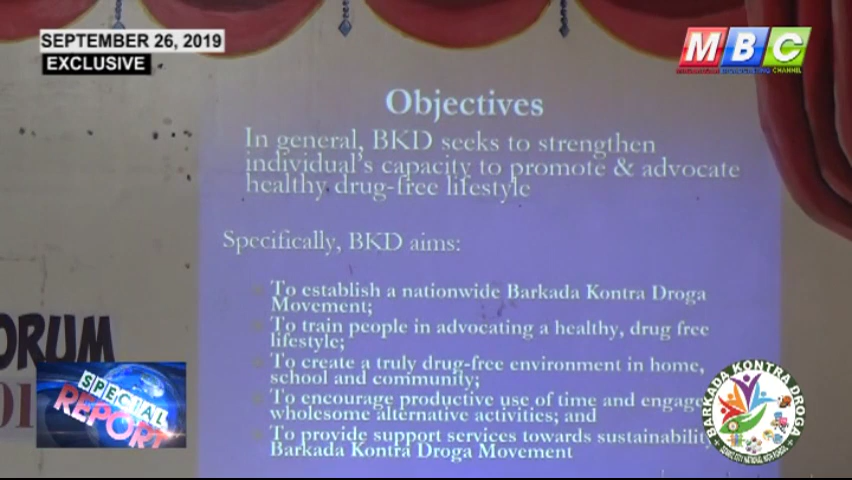 SEPTEMBER 26, 2019
EXCLUSIVE
MBC
CHANNEL
Objectives
In general, BKD seeks to strengthen
individual's capacity to promote & advocate
healthy drug-free lifestyle
Specifically, BKD aims:
To establish a nationwide Barkada Kontra Droga
Movement;
To train people in advocating a healthy, drug free
lifestyle;
To create a truly drug-free environment in home,
school and community;
To encourage productive use of time and engage
wholesome alternative activities; and
To provide support services towards sustainability
Barkada Kontra Droga Movement
ORUM
01
SPECIAL
REPORT
BARKADA KONTRA DROGA